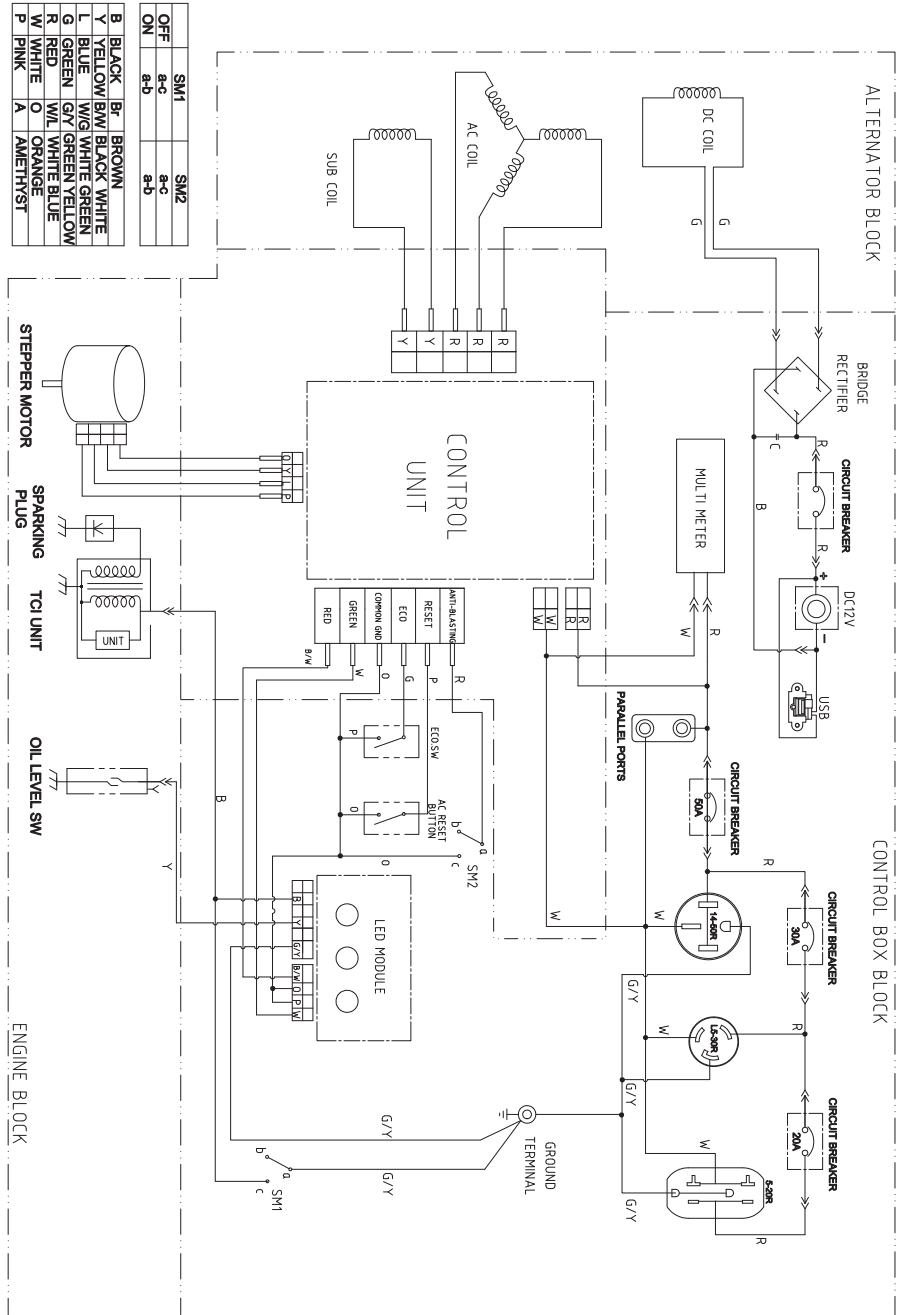 ALTERNATOR BLOCK
CONTROL BOX BLOCK
ENGINE BLOCK
DC COIL
G
G
AC COIL
SUB COIL
BRIDGE
RECTIFIER
C
R
CIRCUIT BREAKER
R
B
+
DC12V
-
USB
MULTI METER
R
W
PARALLEL PORTS
CIRCUIT BREAKER
50A
R
CIRCUIT BREAKER
30A
R
CIRCUIT BREAKER
20A
R
14-50R
L5-30R
5-20R
W
W
W
W
G/Y
G/Y
G/Y
GROUND
TERMINAL
R
R
R
Y
Y
CONTROL
UNIT
R
R
W
W
ANTI-BLASTING
RESET
ECO
COMMON GND
GREEN
RED
R
P
G
O
W
B/W
ECO.SW
P
AC RESET
BUTTON
O
b
a
c
SM2
O
LED MODULE
B
Y
G/Y
B/W
O
P
W
G/Y
G/Y
b
a
c
SM1
O
Y
L
P
STEPPER MOTOR
SPARKING
PLUG
TCI UNIT
UNIT
OIL LEVEL SW
Y
B
Y
SM1 SM2
OFF a-c a-c
ON a-b a-b
B BLACK Br BROWN
Y YELLOW B/W BLACK WHITE
L BLUE W/G WHITE GREEN
G GREEN G/Y GREEN YELLOW
R RED W/L WHITE BLUE
W WHITE O ORANGE
P PINK A AMETHYST